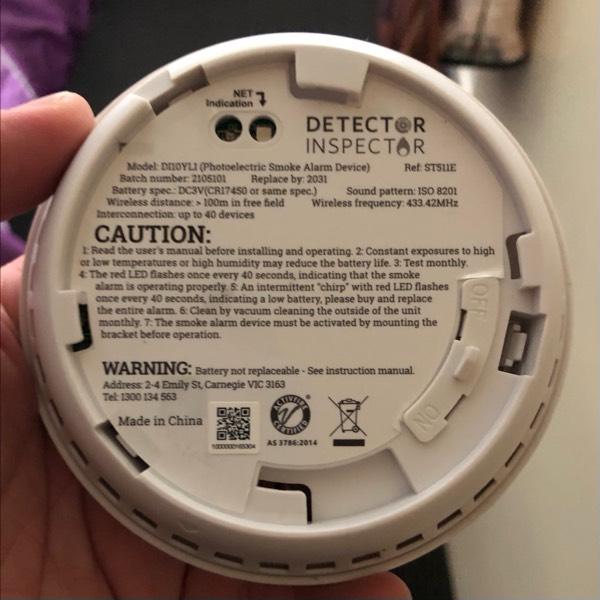 NET
Indication
DETECTOR
INSPECTOR
Model: DI10YLI (Photoelectric Smoke Alarm Device) Ref: ST511E
Batch number: 2105101 Replace by: 2031
Battery spec.: DC3V(CR17450 or same spec.) Sound pattern: ISO 8201
Wireless distance: > 100m in free field Wireless frequency: 433.42MHz
Interconnection: up to 40 devices
CAUTION:
1: Read the user's manual before installing and operating. 2: Constant exposures to high
or low temperatures or high humidity may reduce the battery life. 3: Test monthly.
4: The red LED flashes once every 40 seconds, indicating that the smoke
alarm is operating properly. 5: An intermittent "chirp" with red LED flashes
once every 40 seconds, indicating a low battery, please buy and replace
the entire alarm. 6: Clean by vacuum cleaning the outside of the unit
monthly. 7: The smoke alarm device must be activated by mounting the
bracket before operation.
OFF
ON
WARNING: Battery not replaceable - See instruction manual.
Address: 2-4 Emily St, Carnegie VIC 3163
Tel: 1300 134 563
Made in China
1000000165304
ACTIVFIRE
CERTIFIED
AS 3786:2014